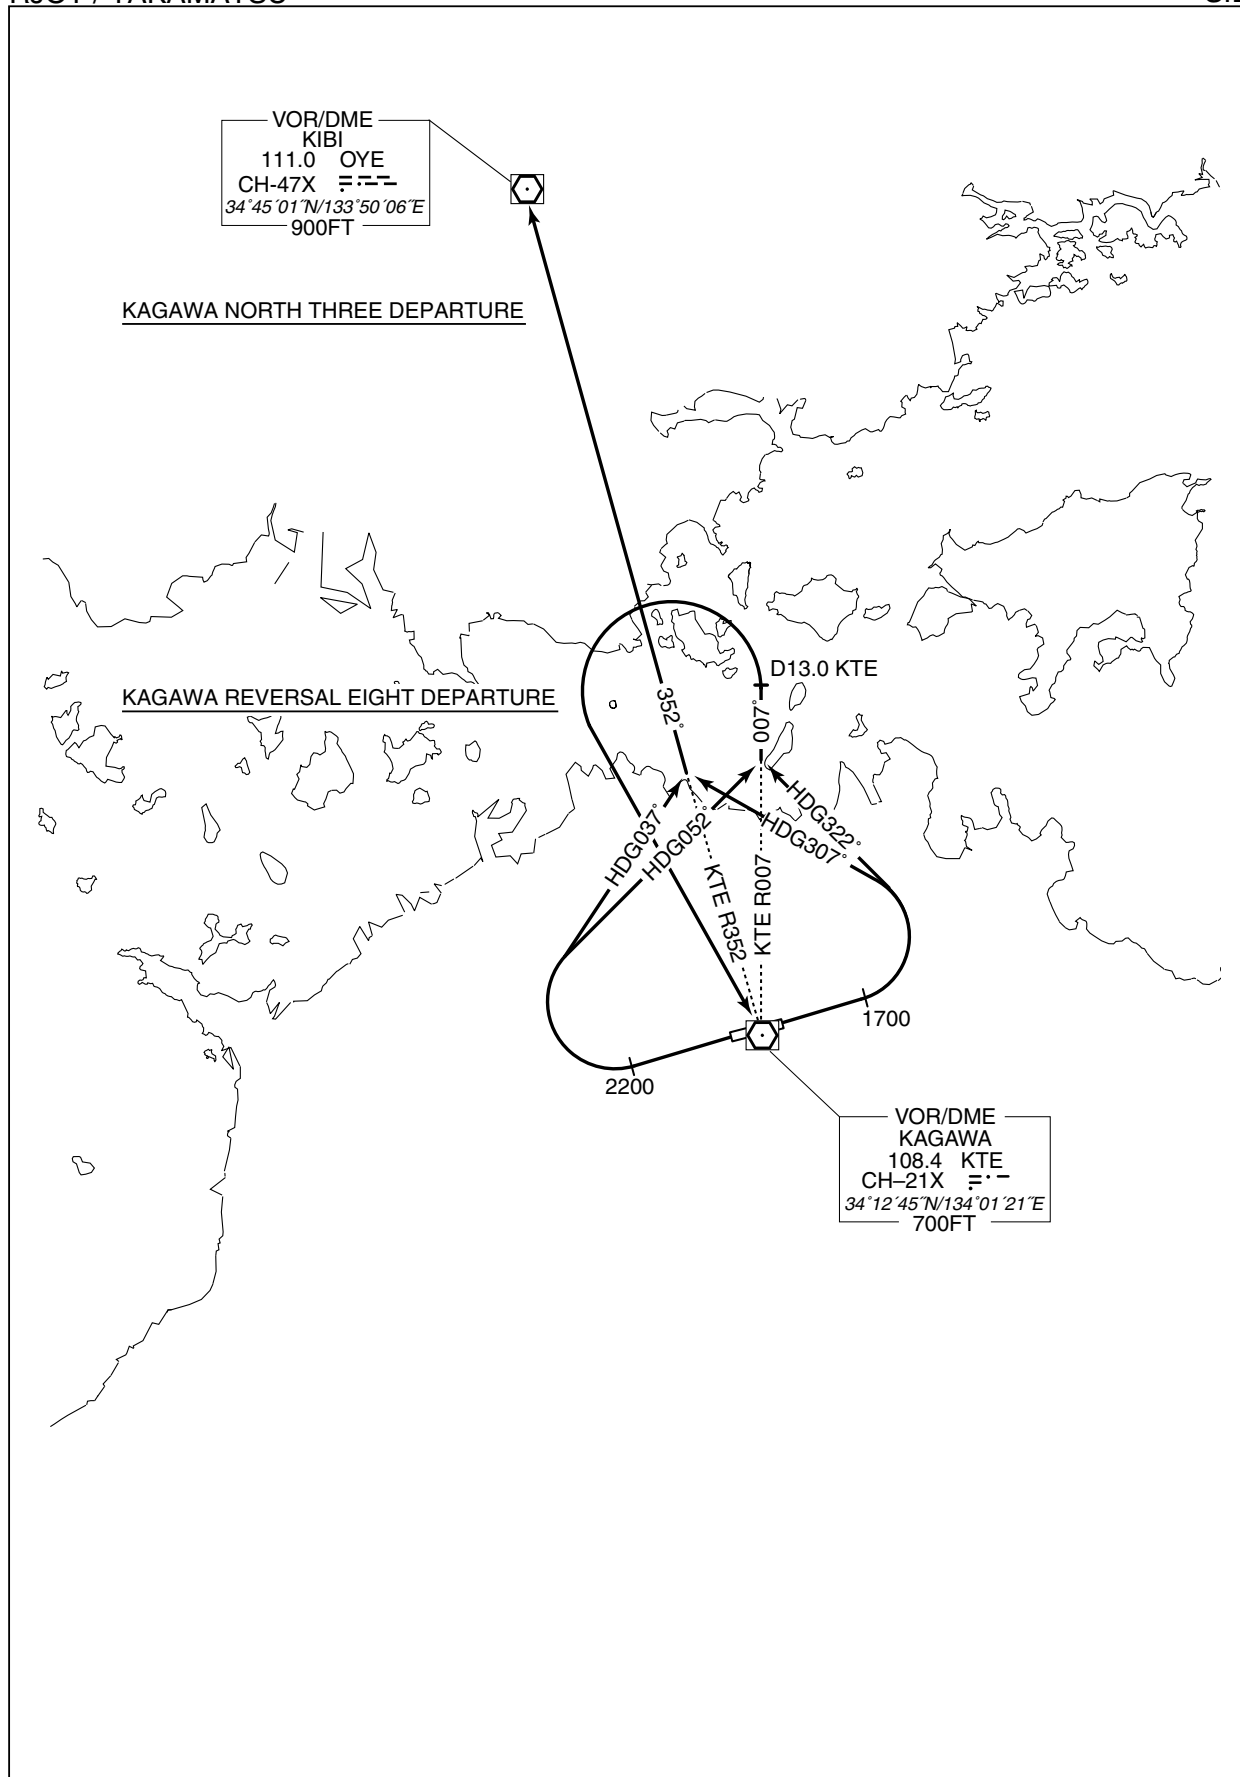 VOR/DME
KIBI
111.0 OYE
CH-47X
34°45´01˝N/133°50´06˝E
900FT
KAGAWA NORTH THREE DEPARTURE
D13.0 KTE
KAGAWA REVERSAL EIGHT DEPARTURE
352°
007°
HDG037°
HDG052°
HDG322°
HDG307°
KTE R352
KTE R007
1700
2200
VOR/DME
KAGAWA
108.4 KTE
CH–21X
34°12´45˝N/134°01´21˝E
700FT